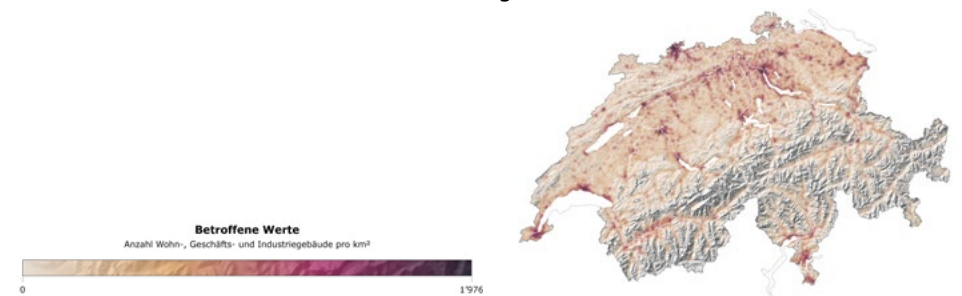 Betroffene Werte
Anzahl Wohn-, Geschäfts- und Industriegebäude pro km²
0 1'976